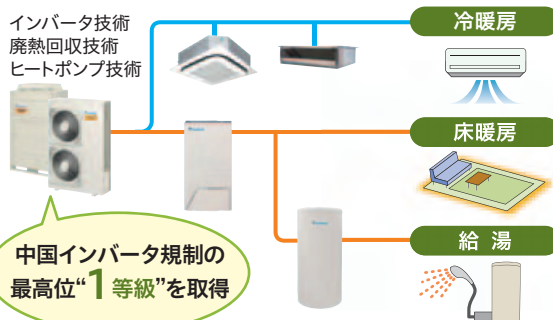 インバータ技術
廃熱回収技術
ヒートポンプ技術
冷暖房
床暖房
給 湯
中国インバータ規制の
最高位“1等級”を取得